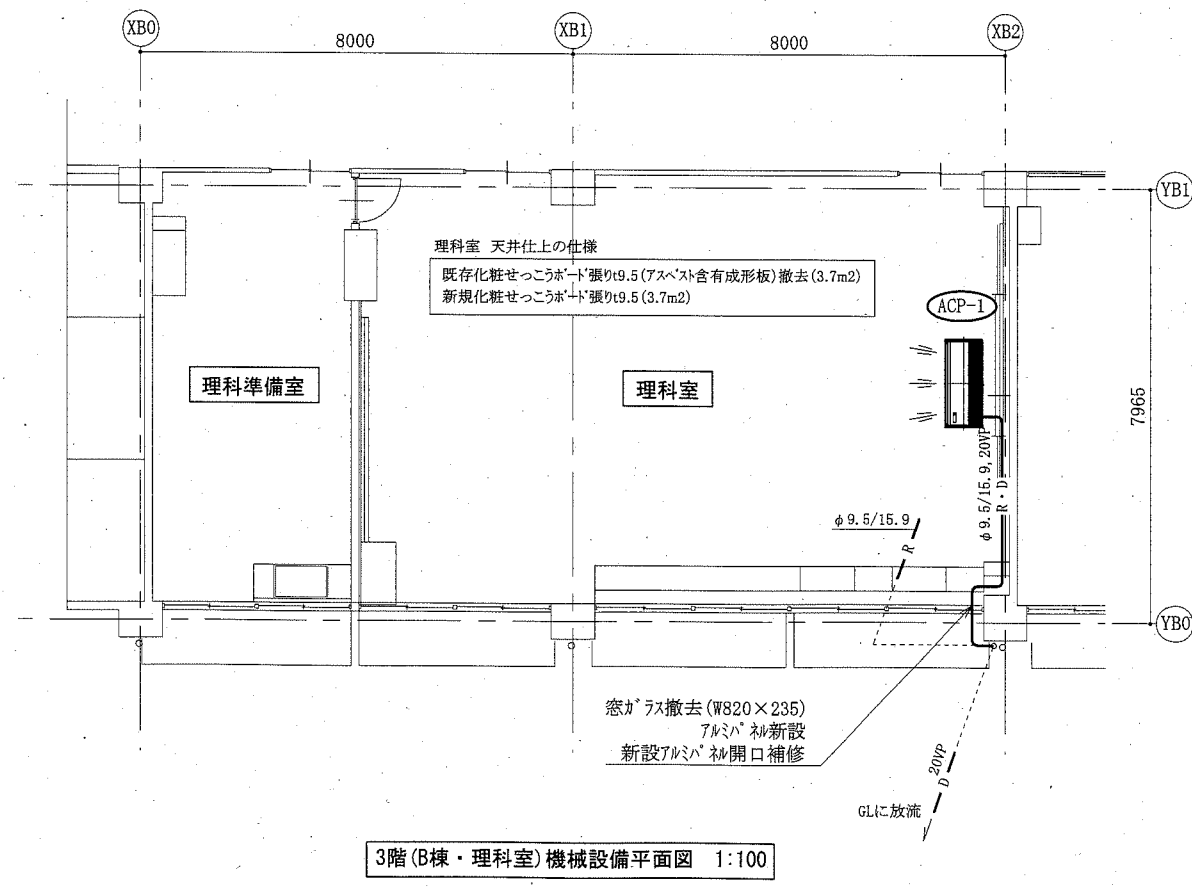 XB0
XB1
XB2
8000
8000
YB1
理科室 天井仕上の仕様
既存化粧せっこうボード張りt9.5(アスベスト含有成形板)撤去(3.7m2)
新規化粧せっこうボード張りt9.5(3.7m2)
ACP-1
理科準備室
理科室
7965
φ9.5/15.9,20VP
R・D
φ9.5/15.9
R
YB0
窓ガラス撤去(W820×235)
アルミパネル新設
新設アルミパネル開口補修
D 20VP
GLに放流
3階(B棟・理科室)機械設備平面図 1:100